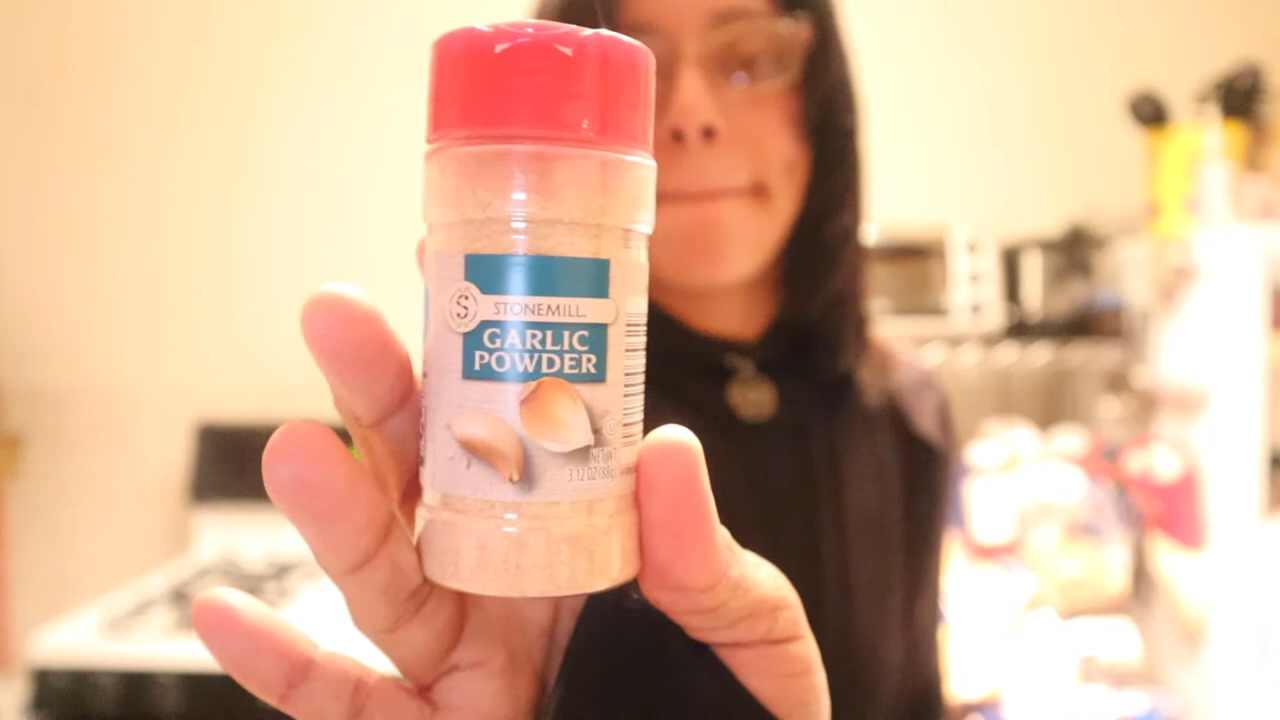 S
STONEMILL®
GARLIC
POWDER
NET WT
3.12 OZ (88g)